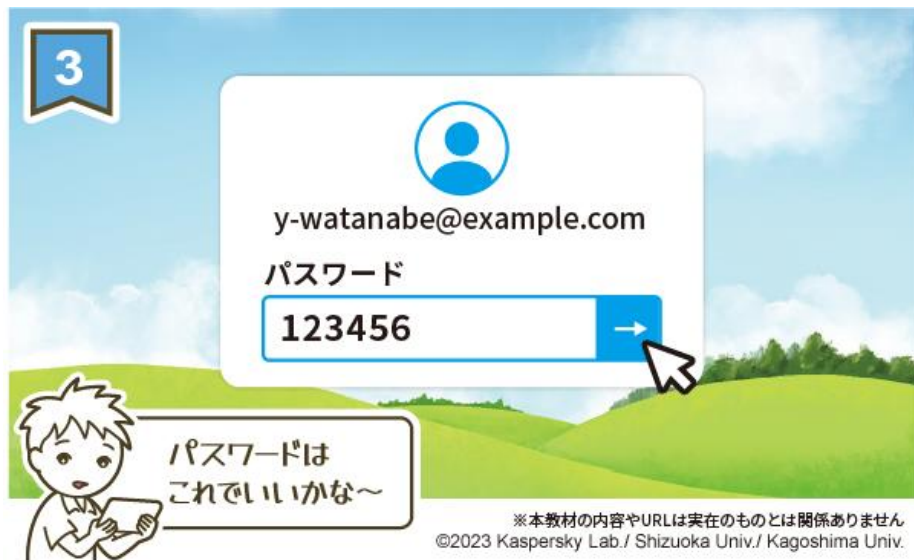 3
y-watanabe@example.com
パスワード
123456
→
パスワードは
これでいいかな～
※本教材の内容やURLは実在のものとは関係ありません
©2023 Kaspersky Lab./ Shizuoka Univ./ Kagoshima Univ.